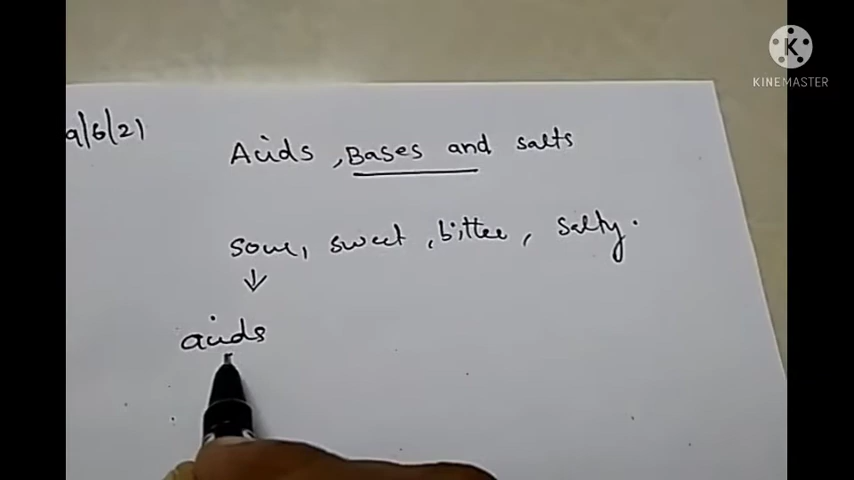 KINEMASTER
9/6/21
Acids, Bases and salts
sour, sweet, bitter, salty.
acids